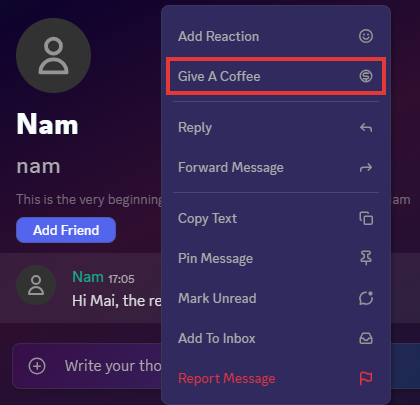 Nam
nam
This is the very beginning
am
Add Friend
Nam 17:05
Hi Mai, the re
Write your tho
Add Reaction
Give A Coffee
Reply
Forward Message
Copy Text
Pin Message
Mark Unread
Add To Inbox
Report Message